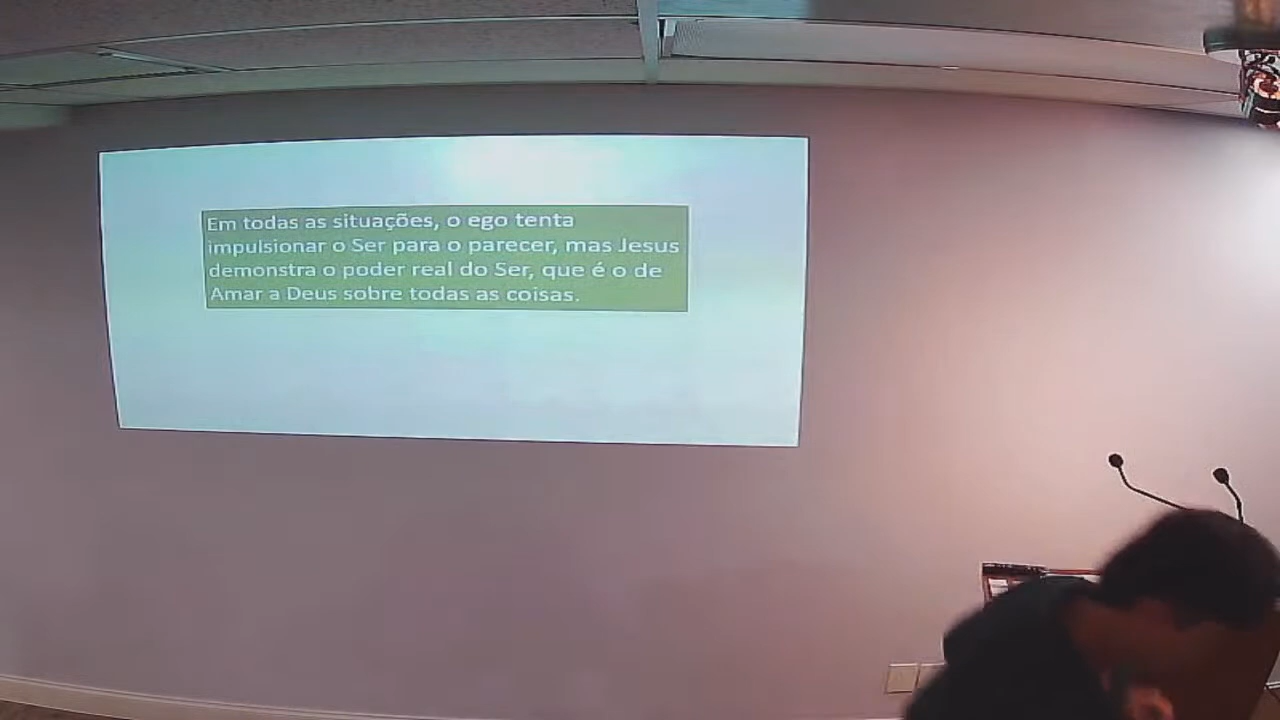 Em todas as situações, o ego tenta
impulsionar o Ser para o parecer, mas Jesus
demonstra o poder real do Ser, que é o de
Amar a Deus sobre todas as coisas.